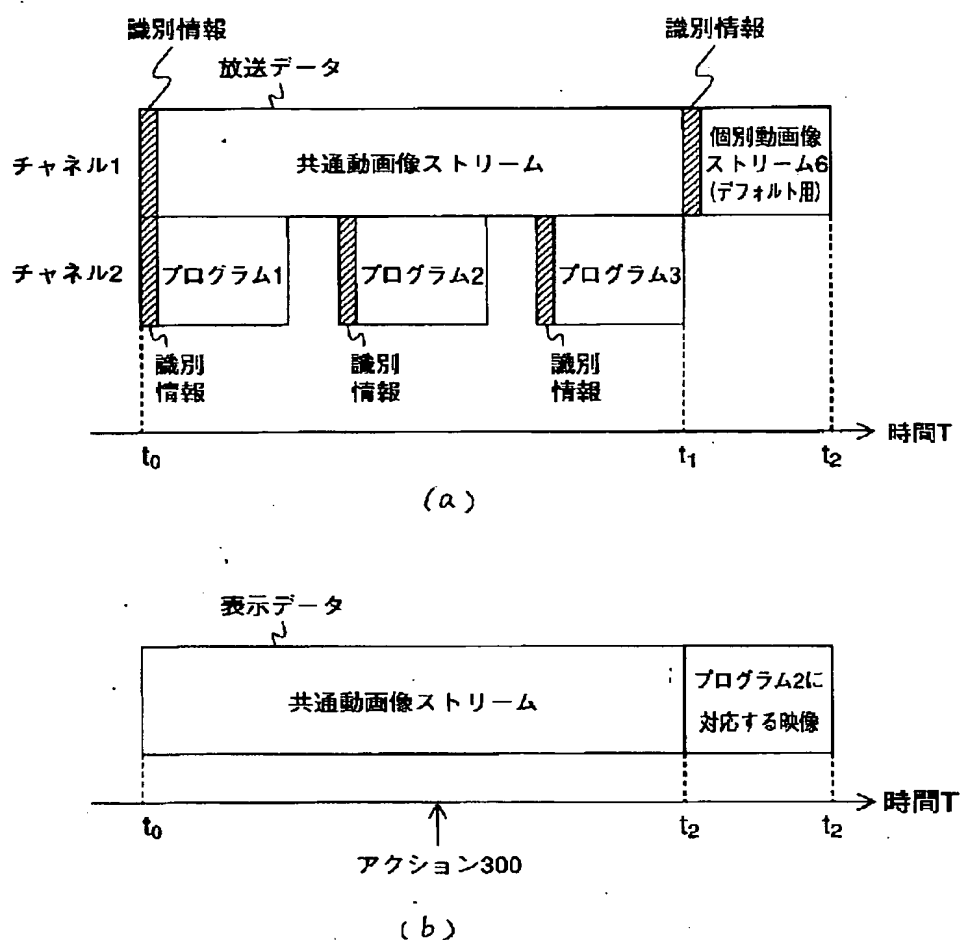 識別情報
識別情報
放送データ
チャネル1
共通動画像ストリーム
個別動画像
ストリーム6
(デフォルト用)
チャネル2
プログラム1
プログラム2
プログラム3
識別
情報
識別
情報
識別
情報
t0
t1
t2
時間T
(a)
表示データ
共通動画像ストリーム
プログラム2に
対応する映像
t0
t2
t2
時間T
アクション300
(b)